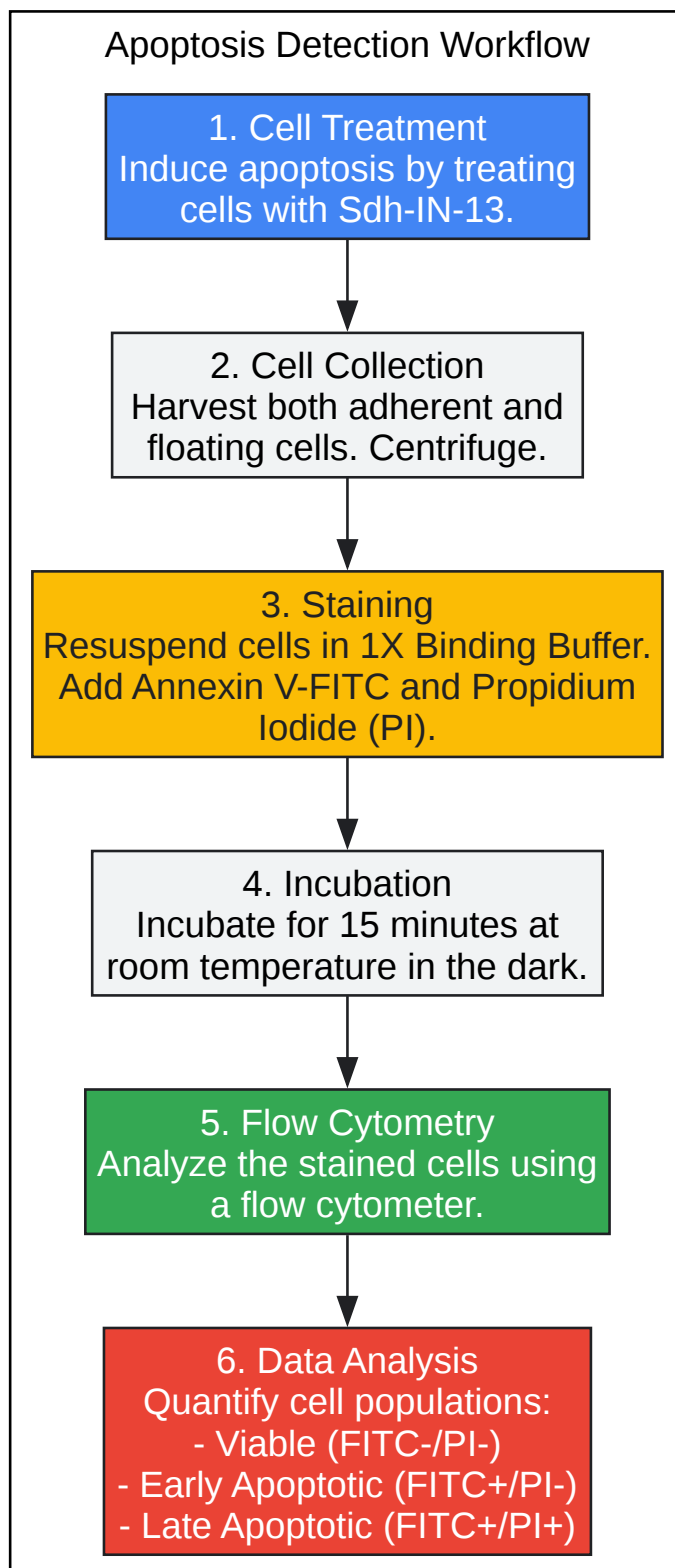 Apoptosis Detection Workflow
1. Cell Treatment
Induce apoptosis by treating
cells with Sdh-IN-13.
2. Cell Collection
Harvest both adherent and
floating cells. Centrifuge.
3. Staining
Resuspend cells in 1X Binding Buffer.
Add Annexin V-FITC and Propidium
Iodide (PI).
4. Incubation
Incubate for 15 minutes at
room temperature in the dark.
5. Flow Cytometry
Analyze the stained cells using
a flow cytometer.
6. Data Analysis
Quantify cell populations:
- Viable (FITC-/PI-)
- Early Apoptotic (FITC+/PI-)
- Late Apoptotic (FITC+/PI+)